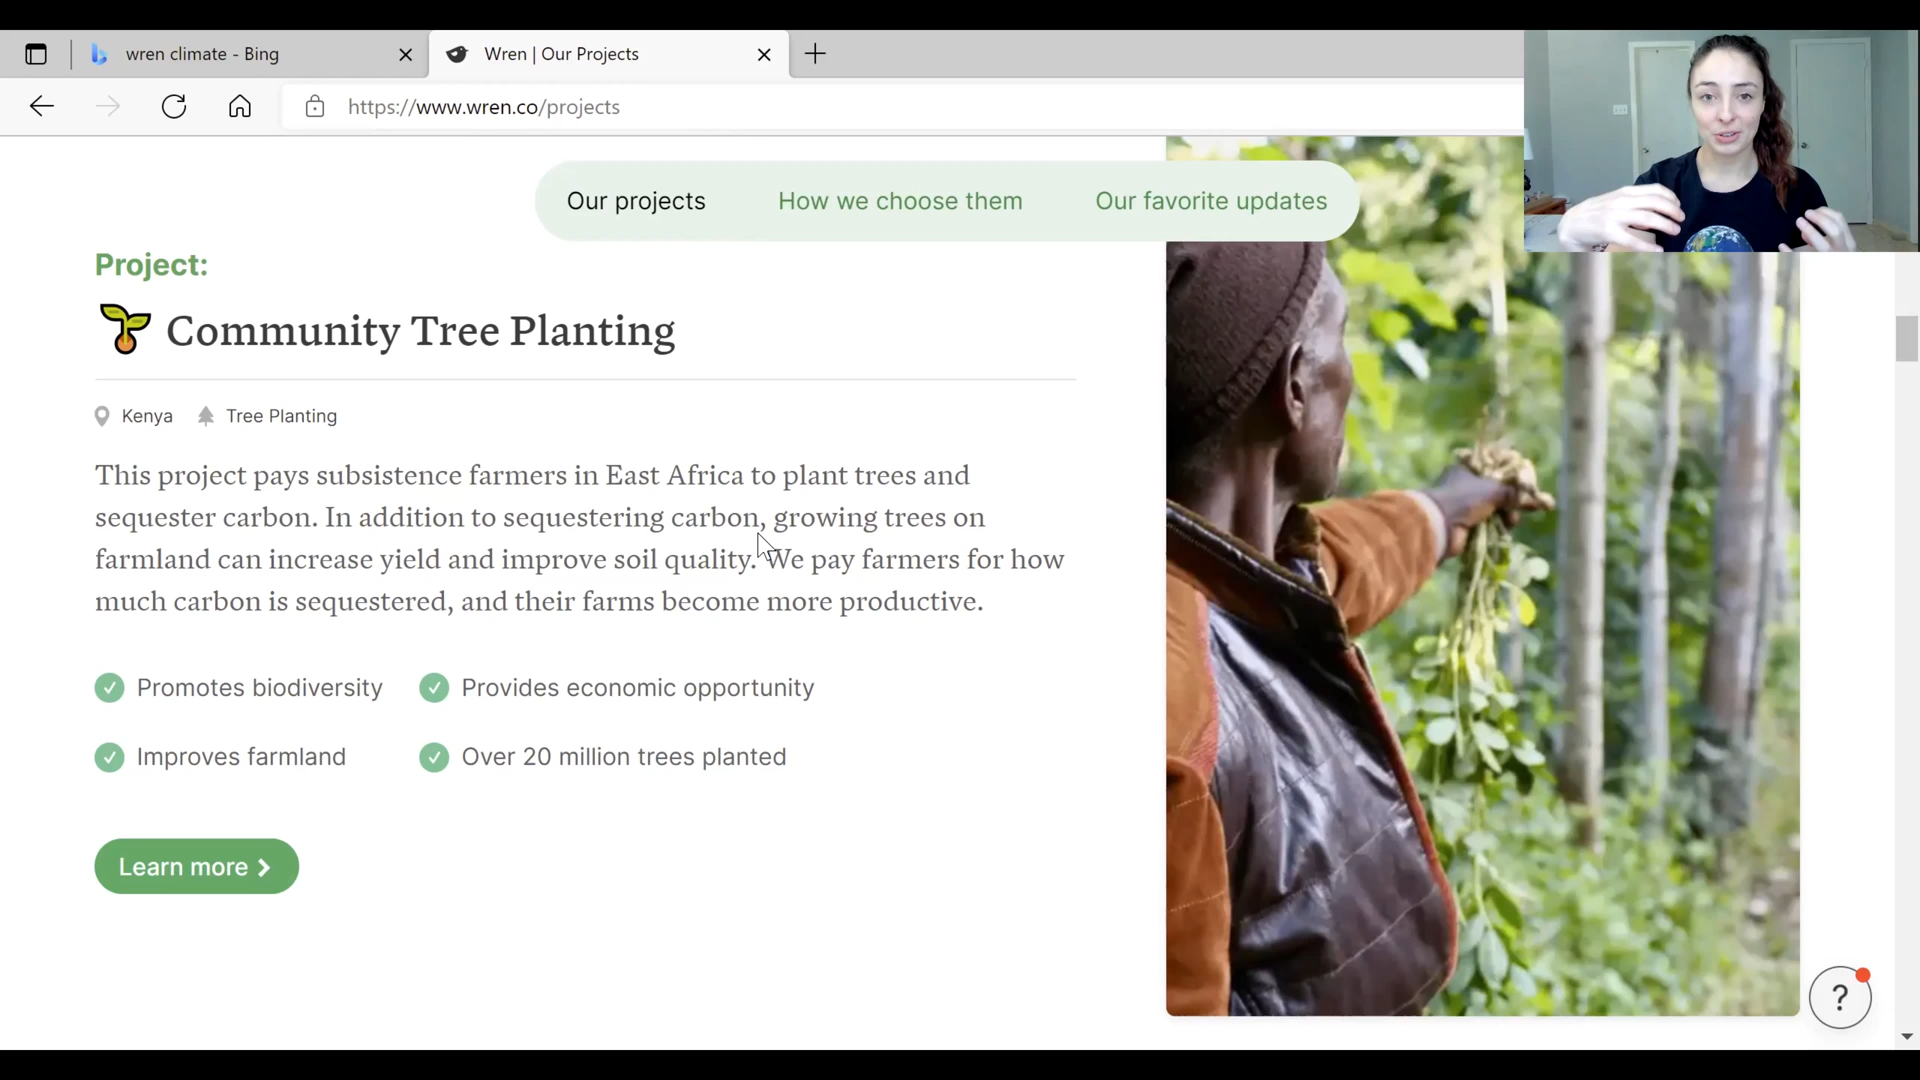 wren climate - Bing
Wren | Our Projects
https://www.wren.co/projects
Our projects
How we choose them
Our favorite updates
Project:
Community Tree Planting
Kenya
Tree Planting
This project pays subsistence farmers in East Africa to plant trees and
sequester carbon. In addition to sequestering carbon, growing trees on
farmland can increase yield and improve soil quality. We pay farmers for how
much carbon is sequestered, and their farms become more productive.
Promotes biodiversity
Provides economic opportunity
Improves farmland
Over 20 million trees planted
Learn more
?